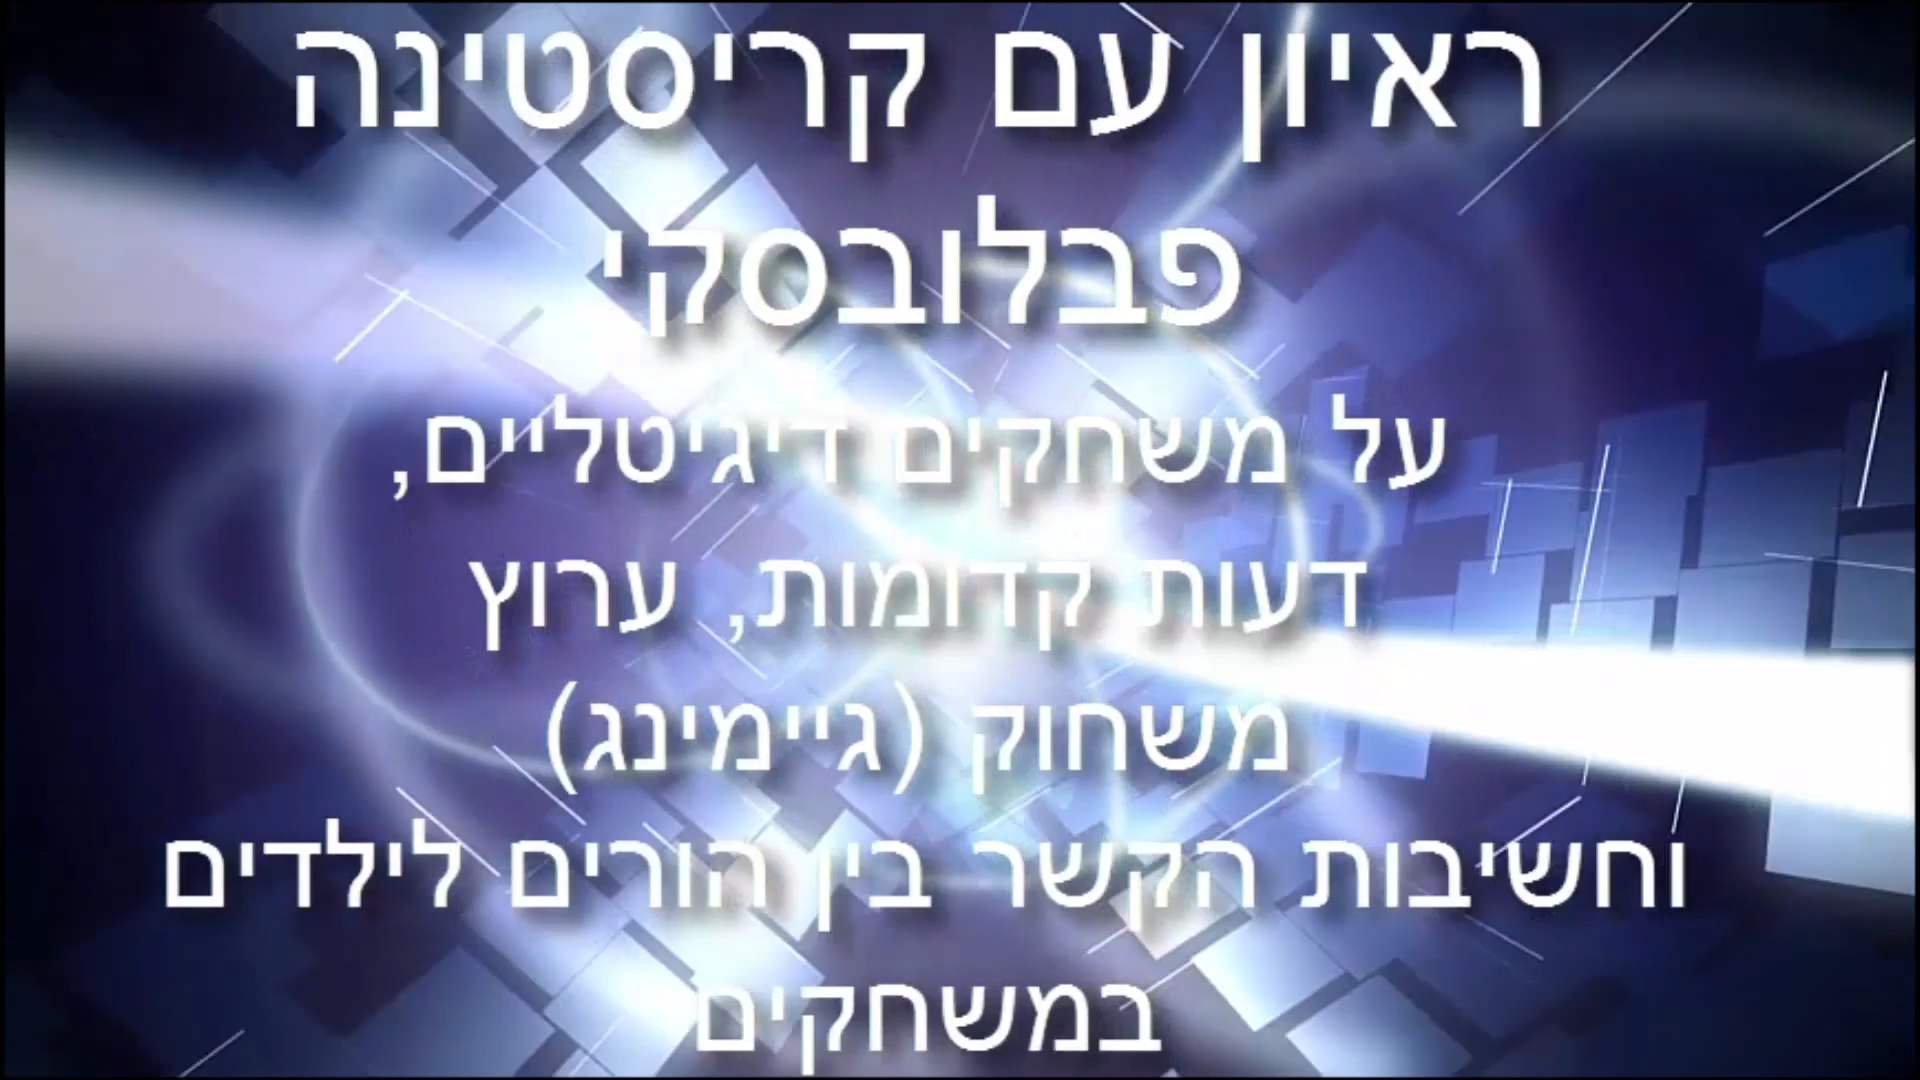 ראיון עם קריסטינה
פבלובסקי
על משחקים דיגיטליים,
דעות קדומות, ערוץ
משחוק (גיימינג)
וחשיבות הקשר בין הורים לילדים
במשחקים